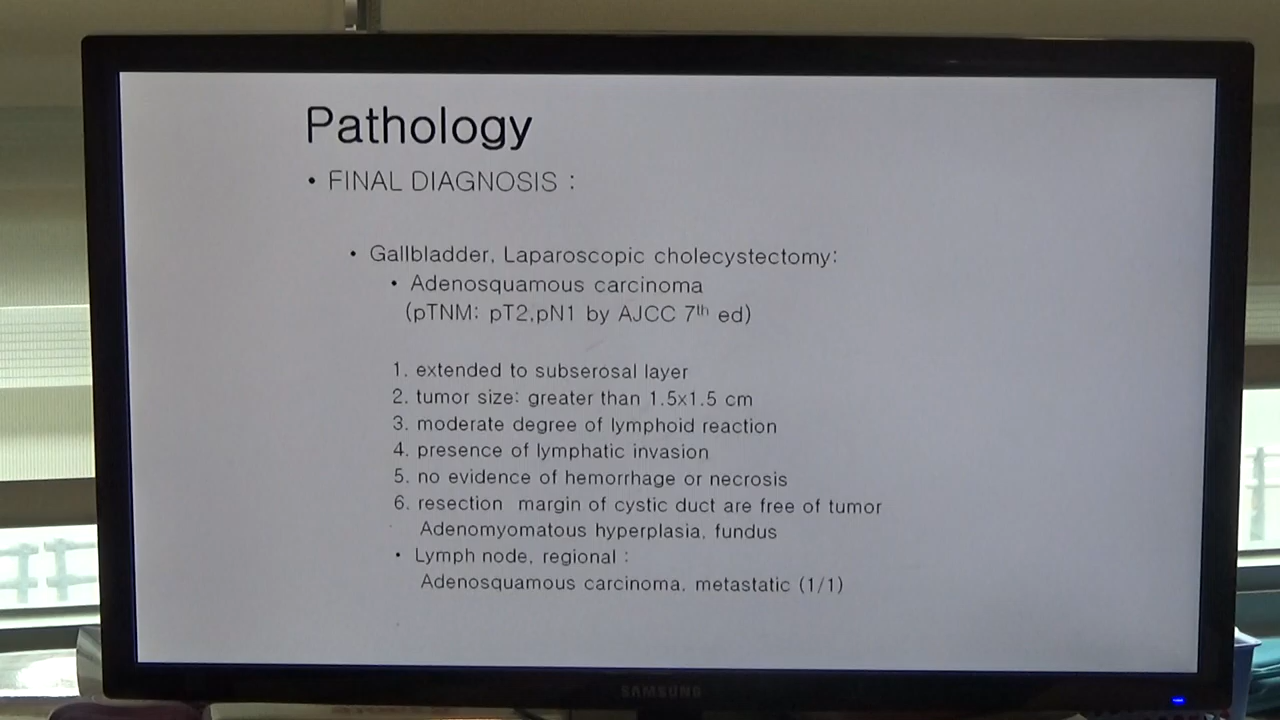 Pathology
• FINAL DIAGNOSIS :
• Gallbladder, Laparoscopic cholecystectomy:
• Adenosquamous carcinoma
(pTNM: pT2,pN1 by AJCC 7th ed)
1. extended to subserosal layer
2. tumor size: greater than 1.5x1.5 cm
3. moderate degree of lymphoid reaction
4. presence of lymphatic invasion
5. no evidence of hemorrhage or necrosis
6. resection margin of cystic duct are free of tumor
Adenomyomatous hyperplasia, fundus
• Lymph node, regional :
Adenosquamous carcinoma, metastatic (1/1)
SAMSUNG